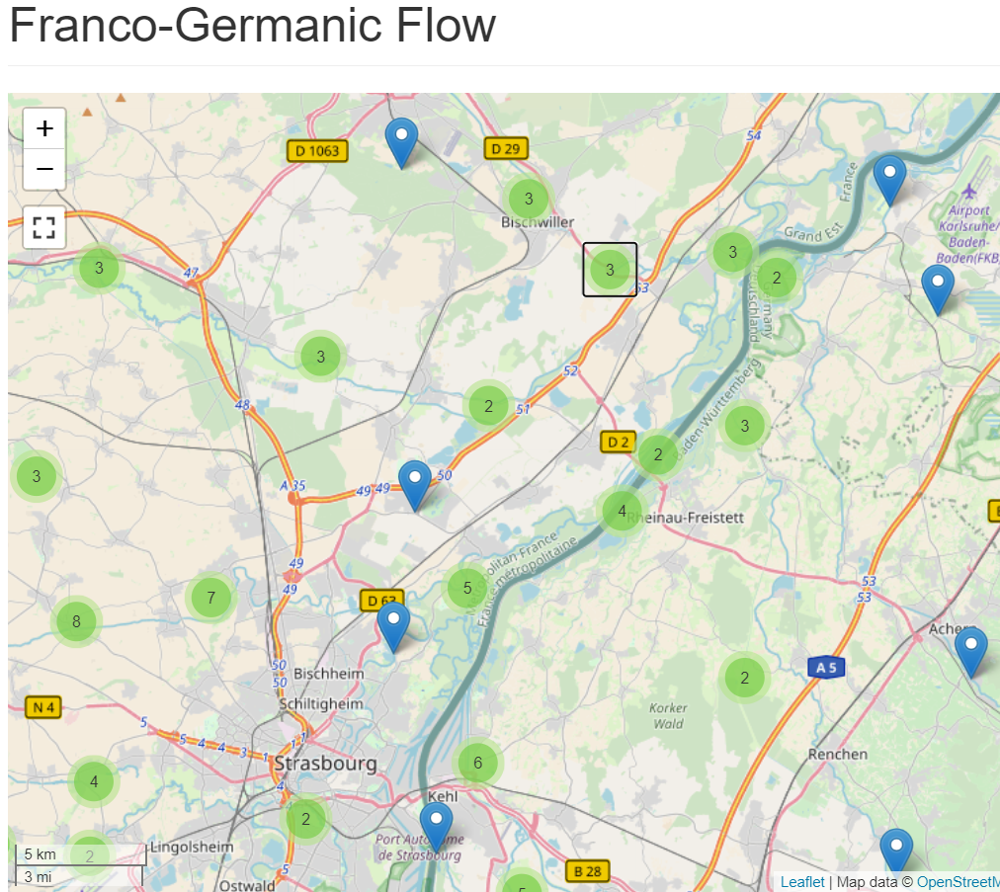 Franco-Germanic Flow
+
−
D 1063
D 29
54
France
3
Bischwiller
Airport
Karlsruhe/
Baden-
Baden(FKB)
Grand Est
3
47
3
53
3
2
Germany
Deutschland
3
52
2
51
48
Baden-Württemberg
3
D 2
2
3
A 35
49
49
50
4
Rheinau-Freistett
Metropolitan France
France métropolitaine
49
49
53
53
7
D 63
5
8
Achern
50
50
Bischheim
2
A 5
N 4
Schiltigheim
Korker
Wald
5
5
4
4
3
1
1
1
Strasbourg
6
Renchen
4
4
Kehl
2
Port Autonome
de Strasbourg
5 km
2
Lingolsheim
3 mi
5
Ostwald
B 28
5
Leaflet | Map data © OpenStreetM